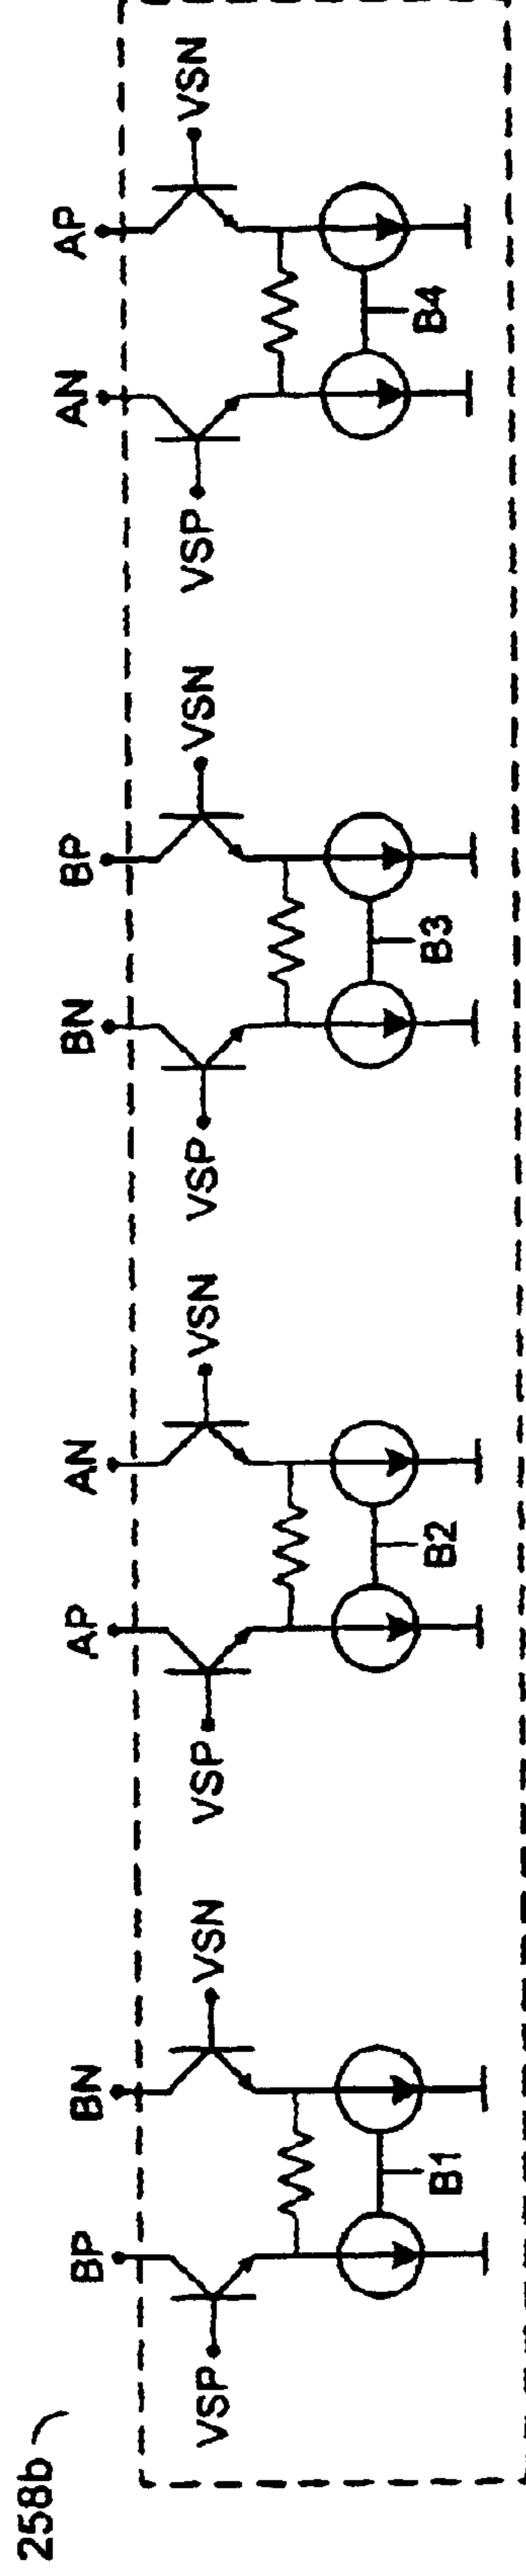 258b
BP BN AP AN BN BP AN AP
VSP VSN VSP VSN VSP VSN VSP VSN
B1 B2 B3 B4